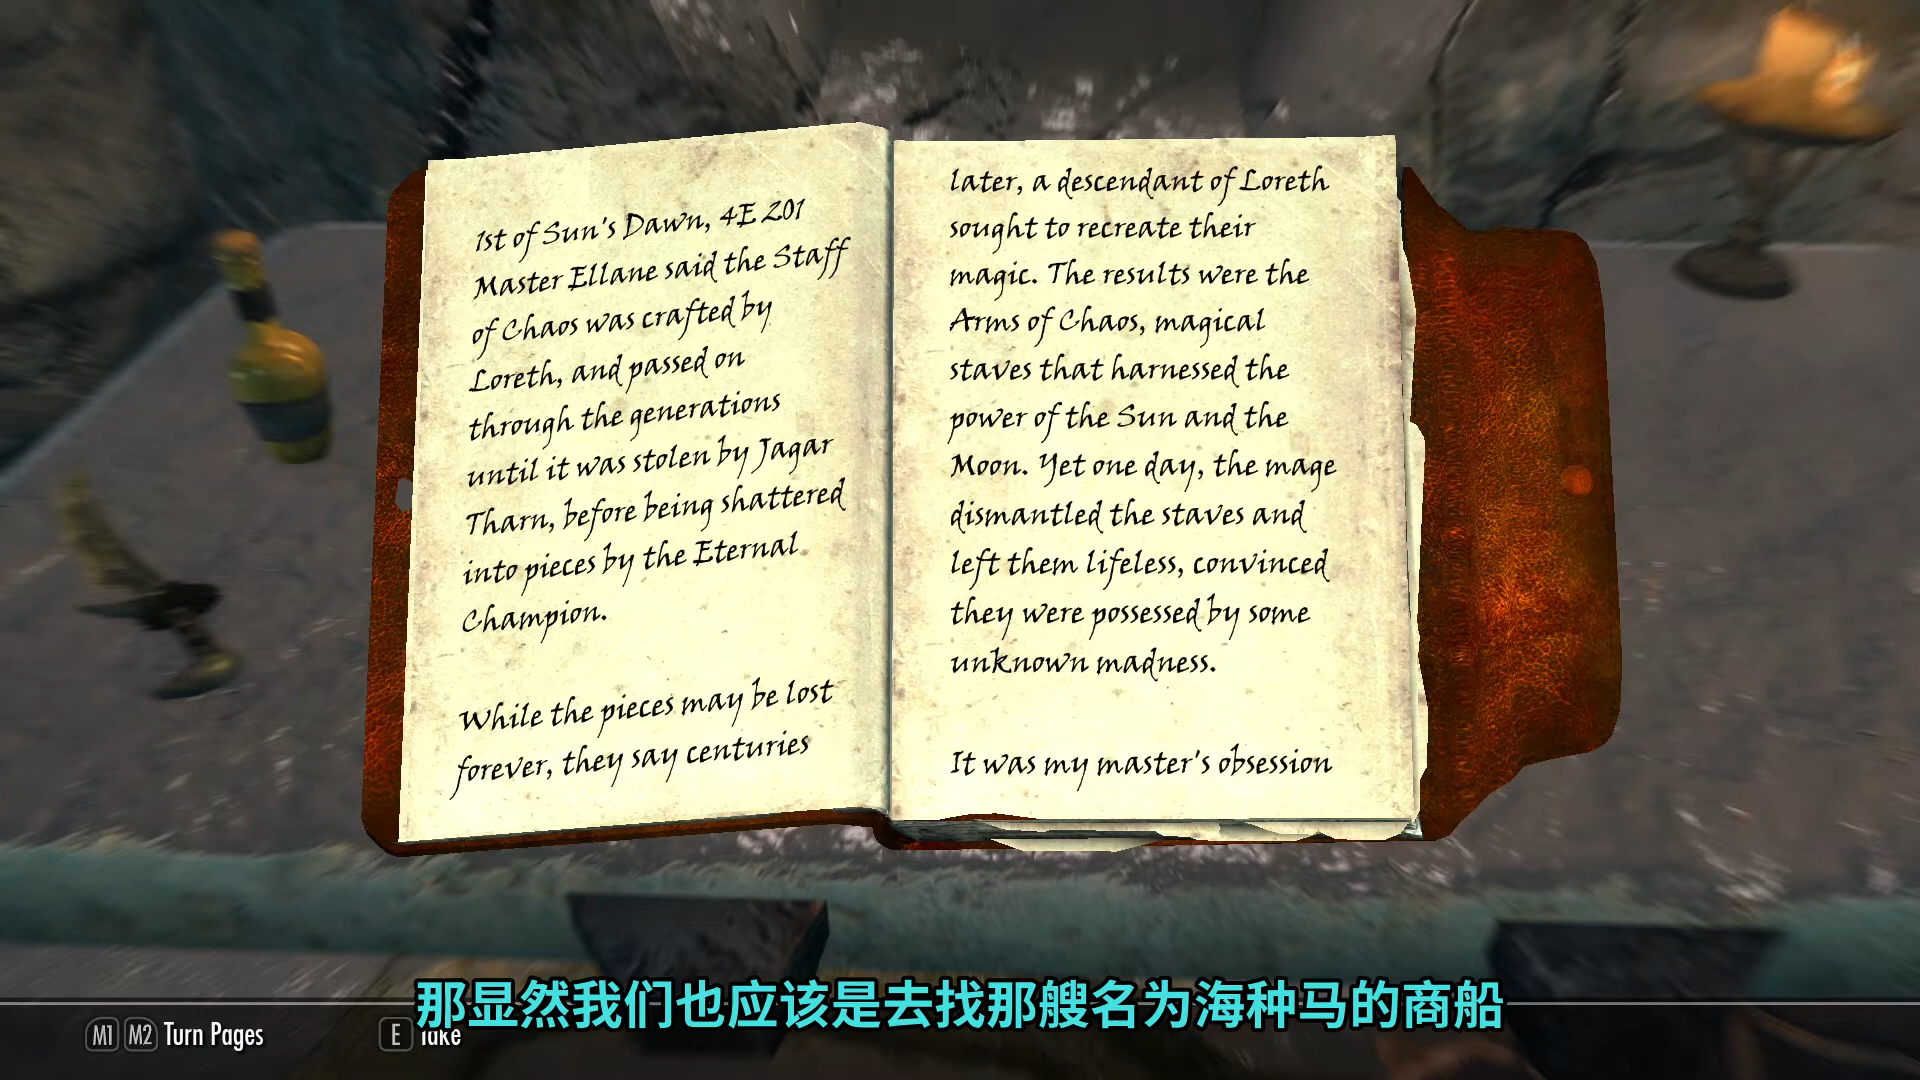 1st of Sun's Dawn, 4E 201
Master Ellane said the Staff
of Chaos was crafted by
Loreth, and passed on
through the generations
until it was stolen by Jagar
Tharn, before being shattered
into pieces by the Eternal
Champion.
While the pieces may be lost
forever, they say centuries
later, a descendant of Loreth
sought to recreate their
magic. The results were the
Arms of Chaos, magical
staves that harnessed the
power of the Sun and the
Moon. Yet one day, the mage
dismantled the staves and
left them lifeless, convinced
they were possessed by some
unknown madness.
It was my master's obsession
那显然我们也应该是去找那艘名为海种马的商船
M1 M2 Turn Pages
E Take